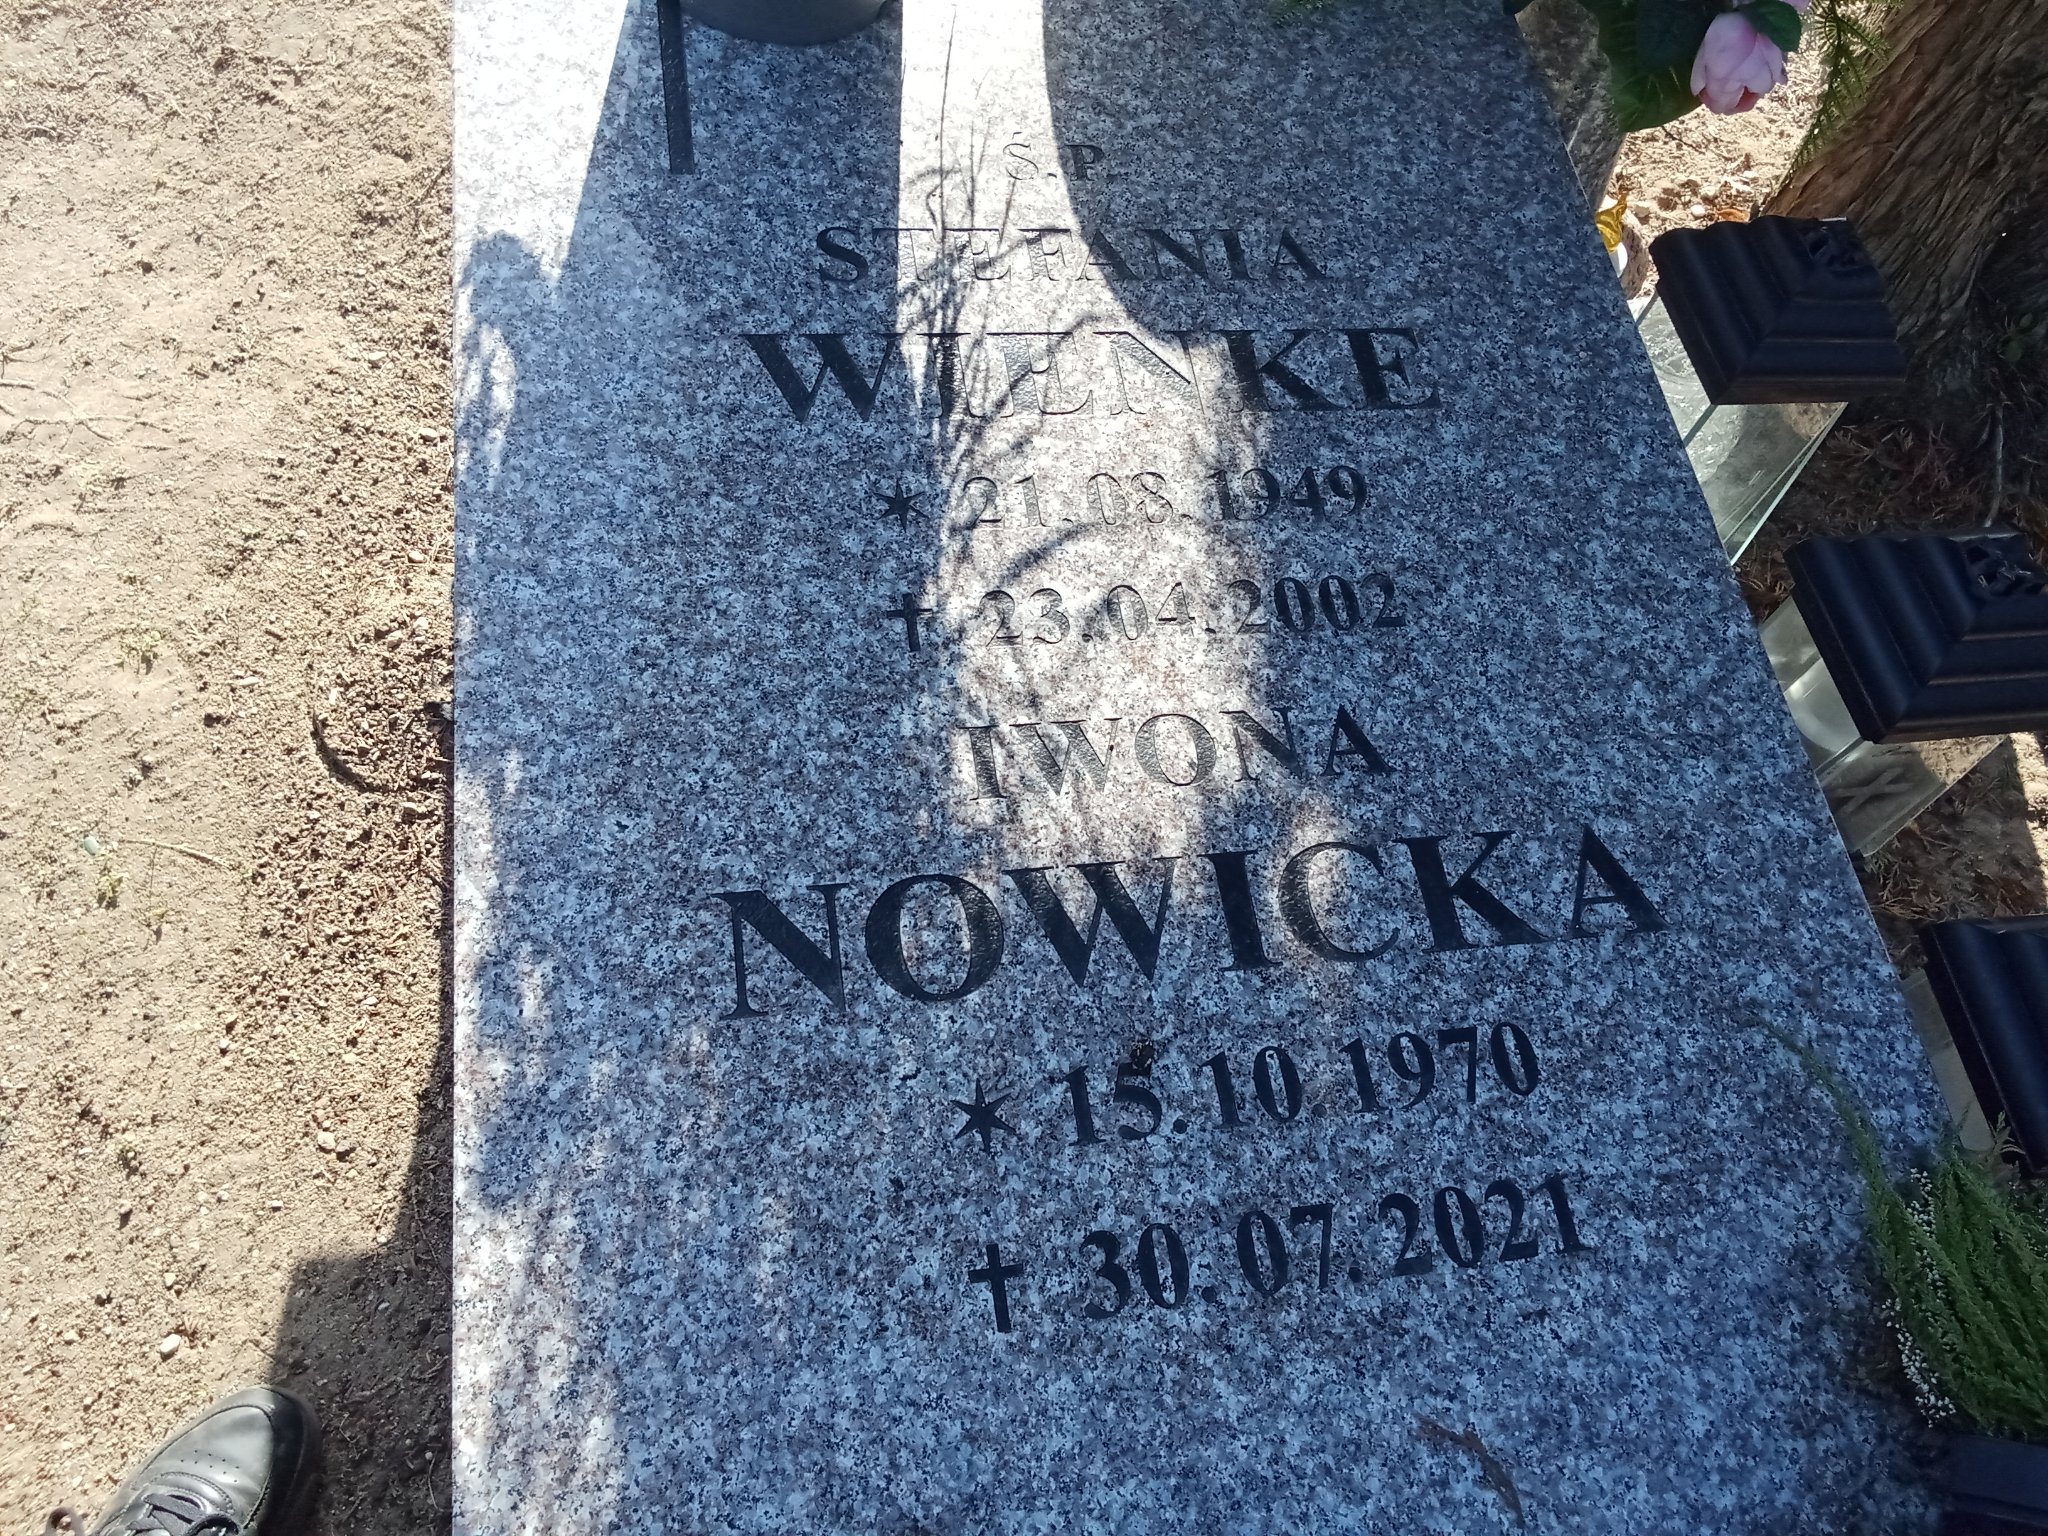 Ś.P
STEFANIA
WIENKE
* 21.08.1949
† 23.04.2002
IWONA
NOWICKA
* 15.10.1970
† 30.07.2021